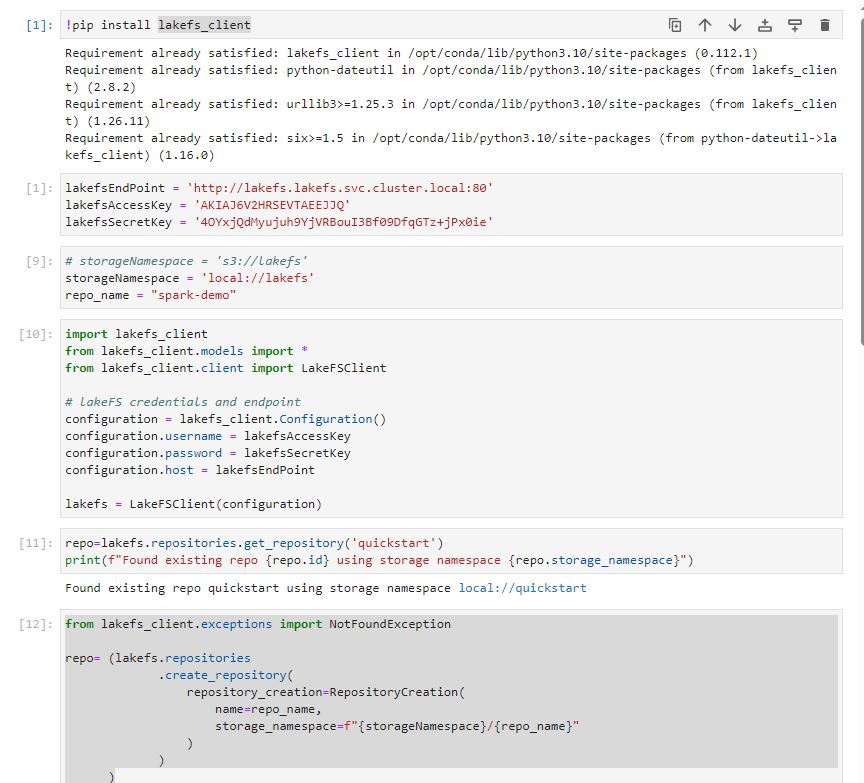 [1]: !pip install lakefs_client
Requirement already satisfied: lakefs_client in /opt/conda/lib/python3.10/site-packages (0.112.1)
Requirement already satisfied: python-dateutil in /opt/conda/lib/python3.10/site-packages (from lakefs_clien
t) (2.8.2)
Requirement already satisfied: urllib3>=1.25.3 in /opt/conda/lib/python3.10/site-packages (from lakefs_clien
t) (1.26.11)
Requirement already satisfied: six>=1.5 in /opt/conda/lib/python3.10/site-packages (from python-dateutil->la
kefs_client) (1.16.0)
[1]: lakefsEndPoint = 'http://lakefs.lakefs.svc.cluster.local:80'
lakefsAccessKey = 'AKIAJ6V2HRSEVTAEEJJQ'
lakefsSecretKey = '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'
[9]: # storageNamespace = 's3://lakefs'
storageNamespace = 'local://lakefs'
repo_name = "spark-demo"
[10]: import lakefs_client
from lakefs_client.models import *
from lakefs_client.client import LakeFSClient
# lakeFS credentials and endpoint
configuration = lakefs_client.Configuration()
configuration.username = lakefsAccessKey
configuration.password = lakefsSecretKey
configuration.host = lakefsEndPoint
lakefs = LakeFSClient(configuration)
[11]: repo=lakefs.repositories.get_repository('quickstart')
print(f"Found existing repo {repo.id} using storage namespace {repo.storage_namespace}")
Found existing repo quickstart using storage namespace local://quickstart
[12]: from lakefs_client.exceptions import NotFoundException
repo= (lakefs.repositories
.create_repository(
repository_creation=RepositoryCreation(
name=repo_name,
storage_namespace=f"{storageNamespace}/{repo_name}"
)
)
)